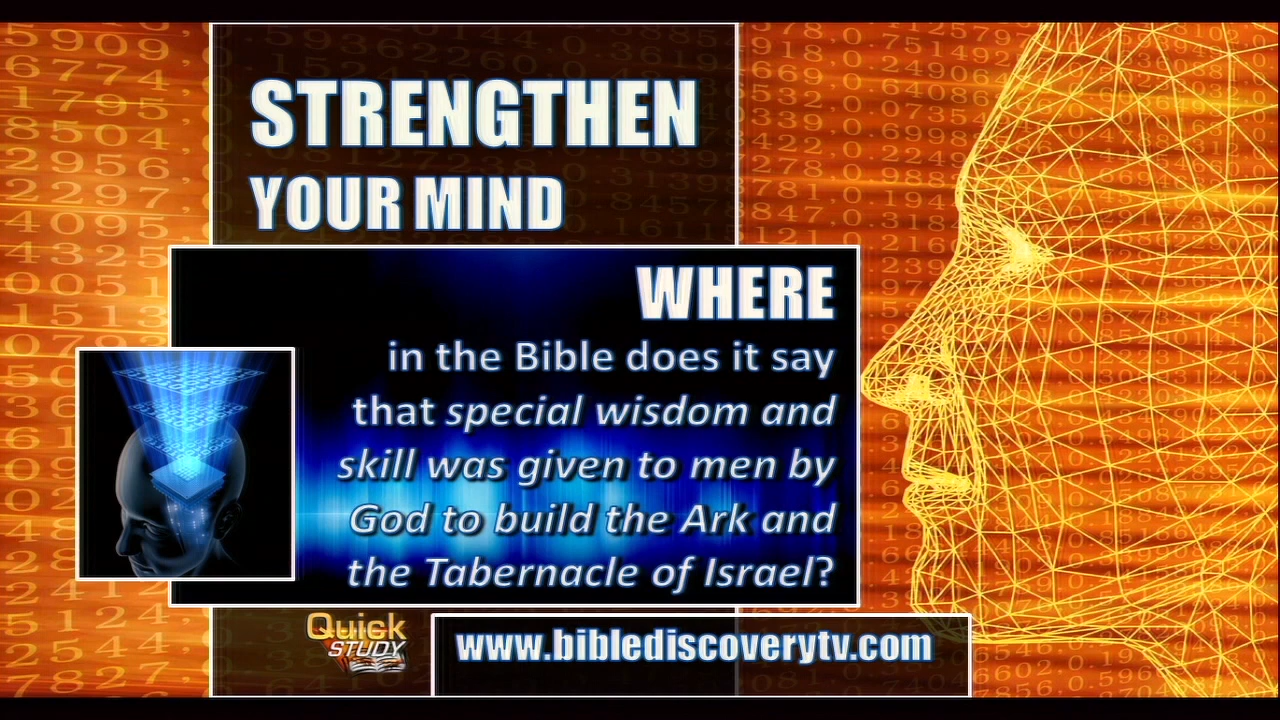 STRENGTHEN
YOUR MIND
WHERE
in the Bible does it say
that special wisdom and
skill was given to men by
God to build the Ark and
the Tabernacle of Israel?
Quick
STUDY
www.biblediscoverytv.com